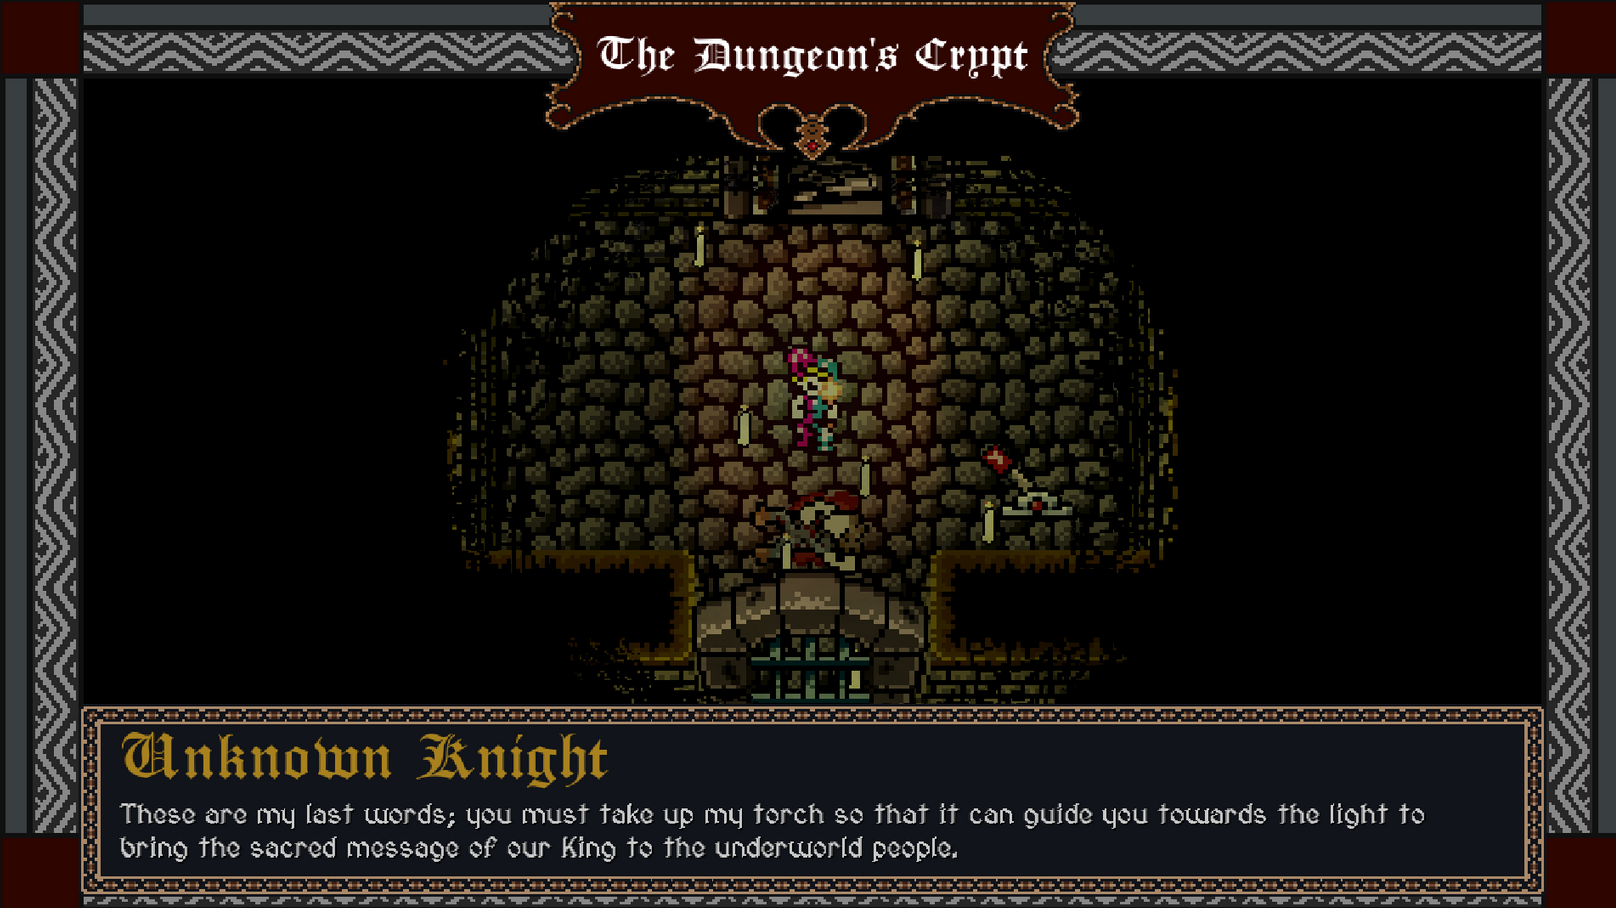 The Dungeon's Crypt
Unknown Knight
These are my last words; you must take up my torch so that it can guide you towards the light to
bring the sacred message of our King to the underworld people.